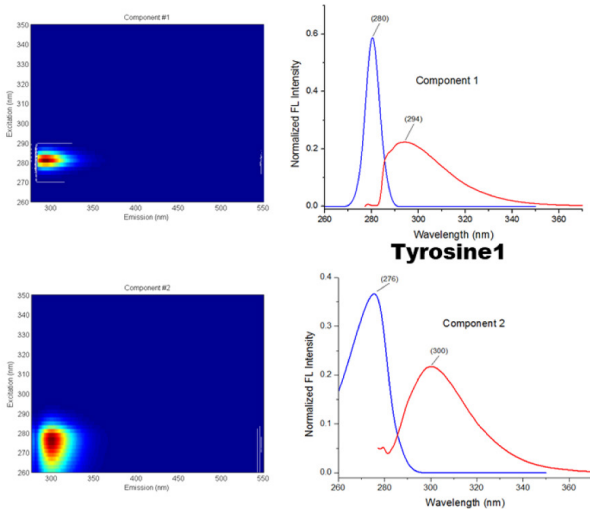 Component #1
350
340
330
320
310
300
290
280
270
260
Excitation (nm)
300 350 400 450 500 550
Emission (nm)
0.6
0.4
0.2
0.0
Normalized FL Intensity
(280)
Component 1
(294)
260 280 300 320 340 360
Wavelength (nm)
Tyrosine1
Component #2
350
340
330
320
310
300
290
280
270
260
Excitation (nm)
300 350 400 450 500 550
Emission (nm)
0.4
0.3
0.2
0.1
0.0
Normalized FL Intensity
(276)
Component 2
(300)
260 280 300 320 340 360
Wavelength (nm)